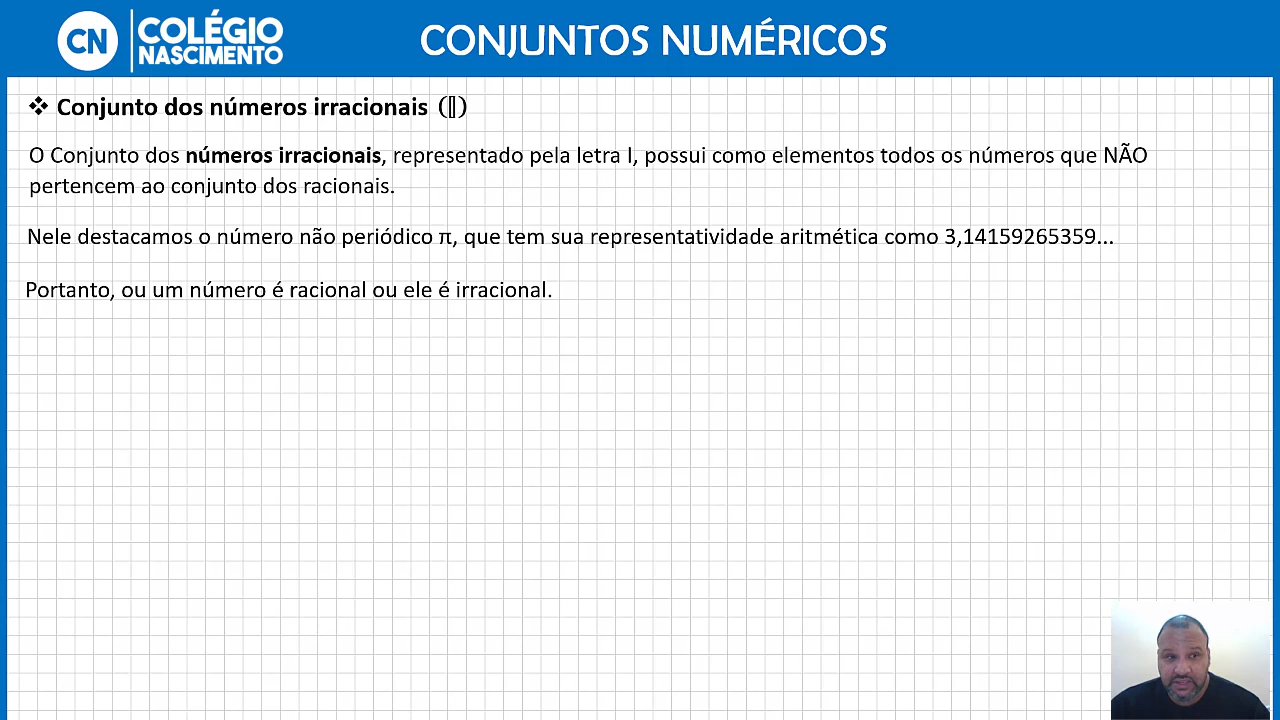 CN COLÉGIO
NASCIMENTO
CONJUNTOS NUMÉRICOS
❖ Conjunto dos números irracionais (𝕀)
O Conjunto dos números irracionais, representado pela letra I, possui como elementos todos os números que NÃO
pertencem ao conjunto dos racionais.
Nele destacamos o número não periódico π, que tem sua representatividade aritmética como 3,14159265359...
Portanto, ou um número é racional ou ele é irracional.